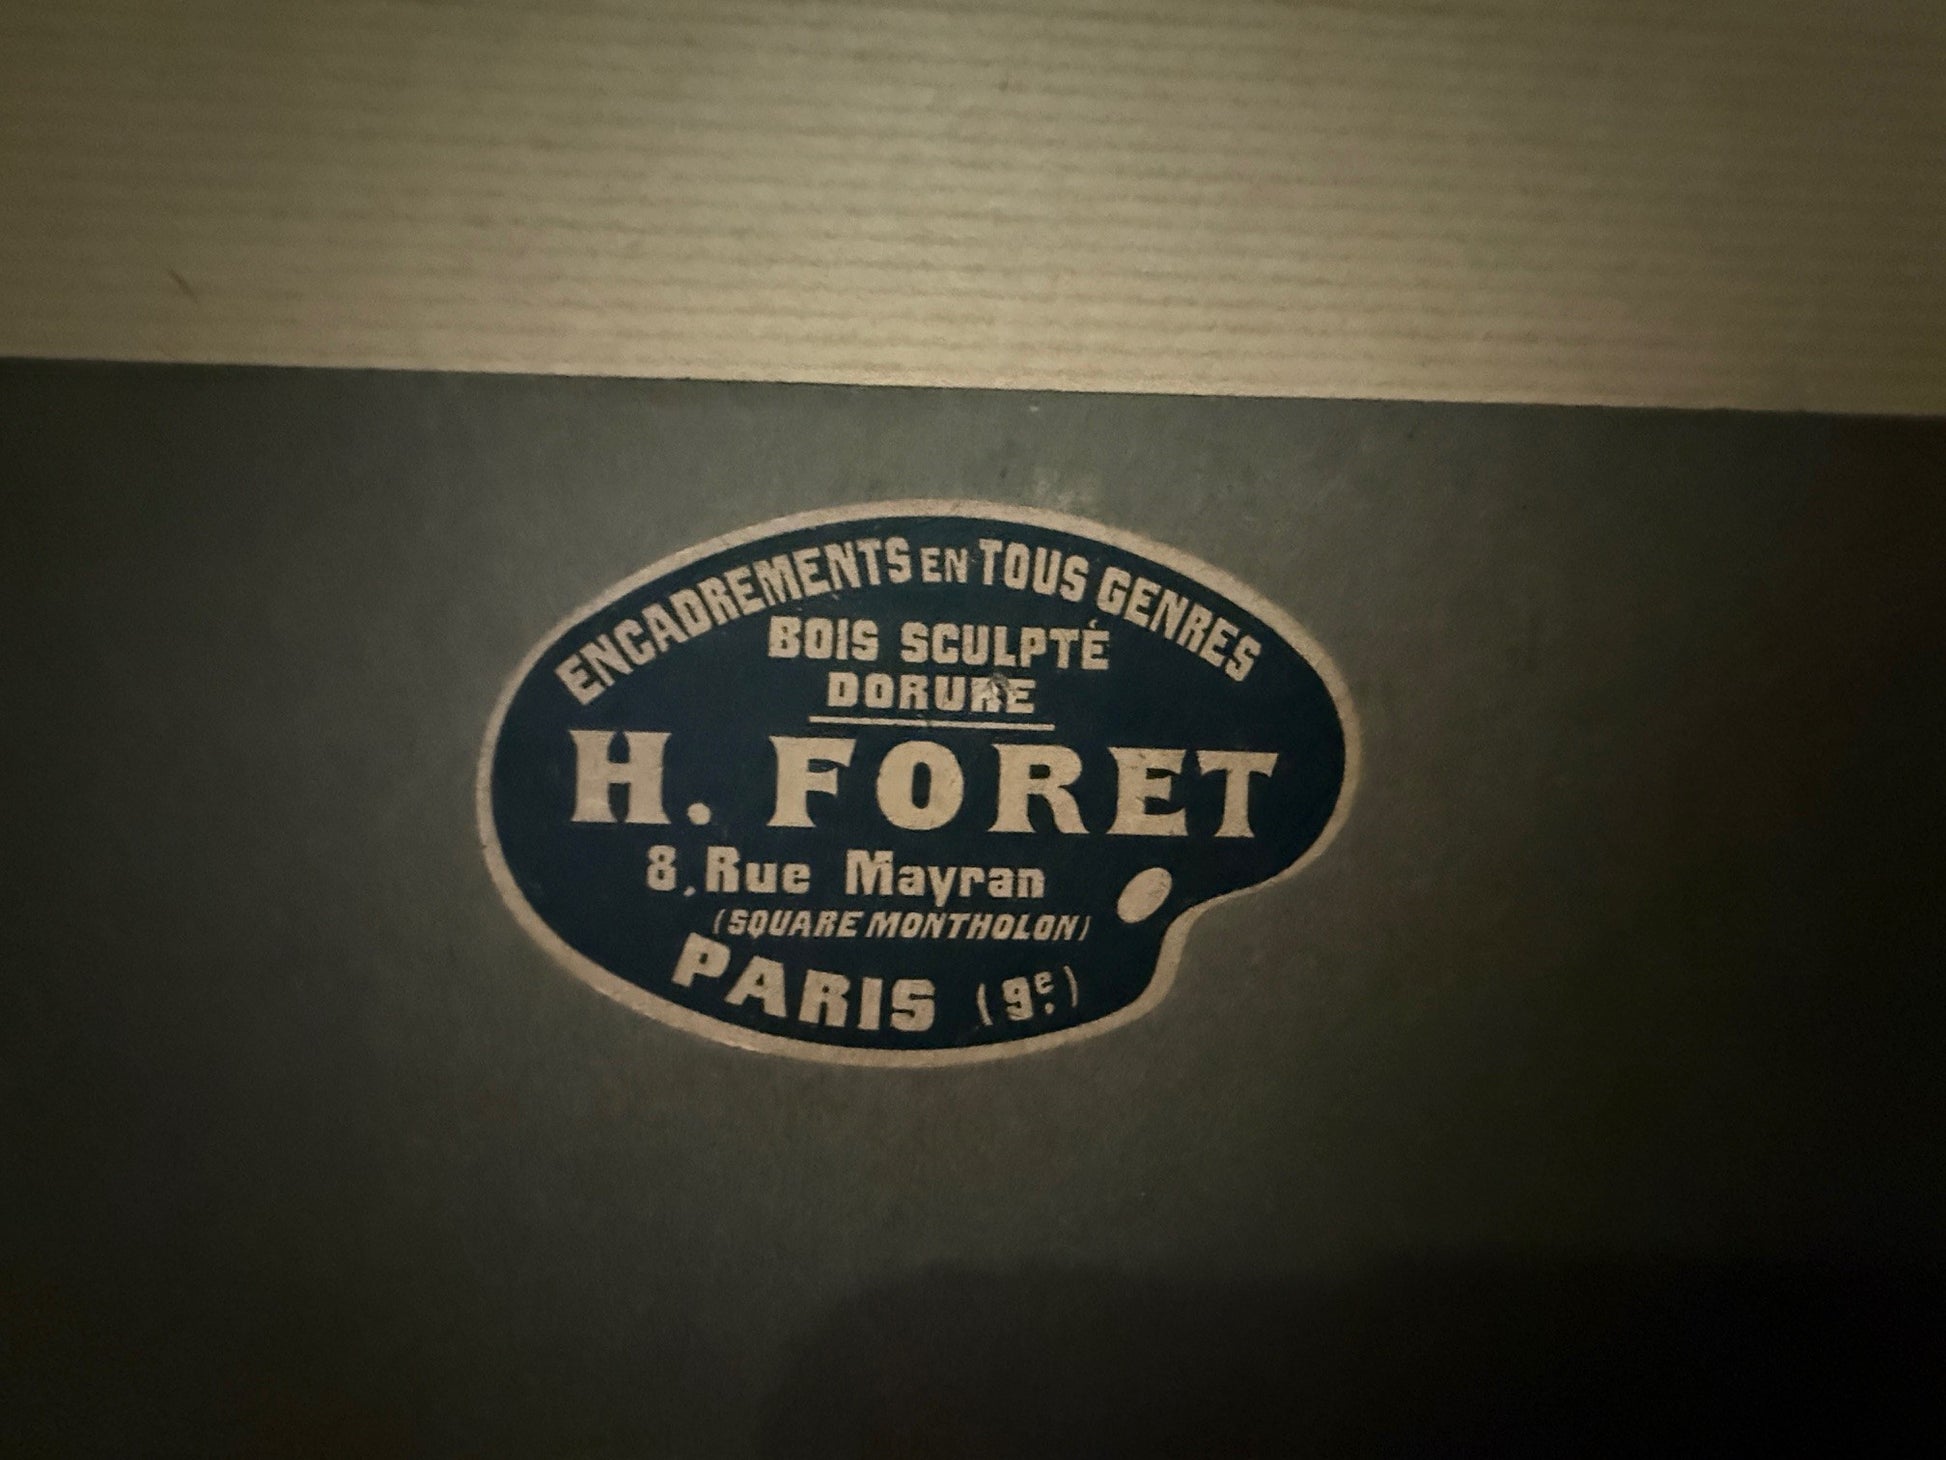 ENCADREMENTS EN TOUS GENRES
BOIS SCULPTÉ
DORURE
H. FORET
8, Rue Mayran
(SQUARE MONTHOLON)
PARIS (9e.)